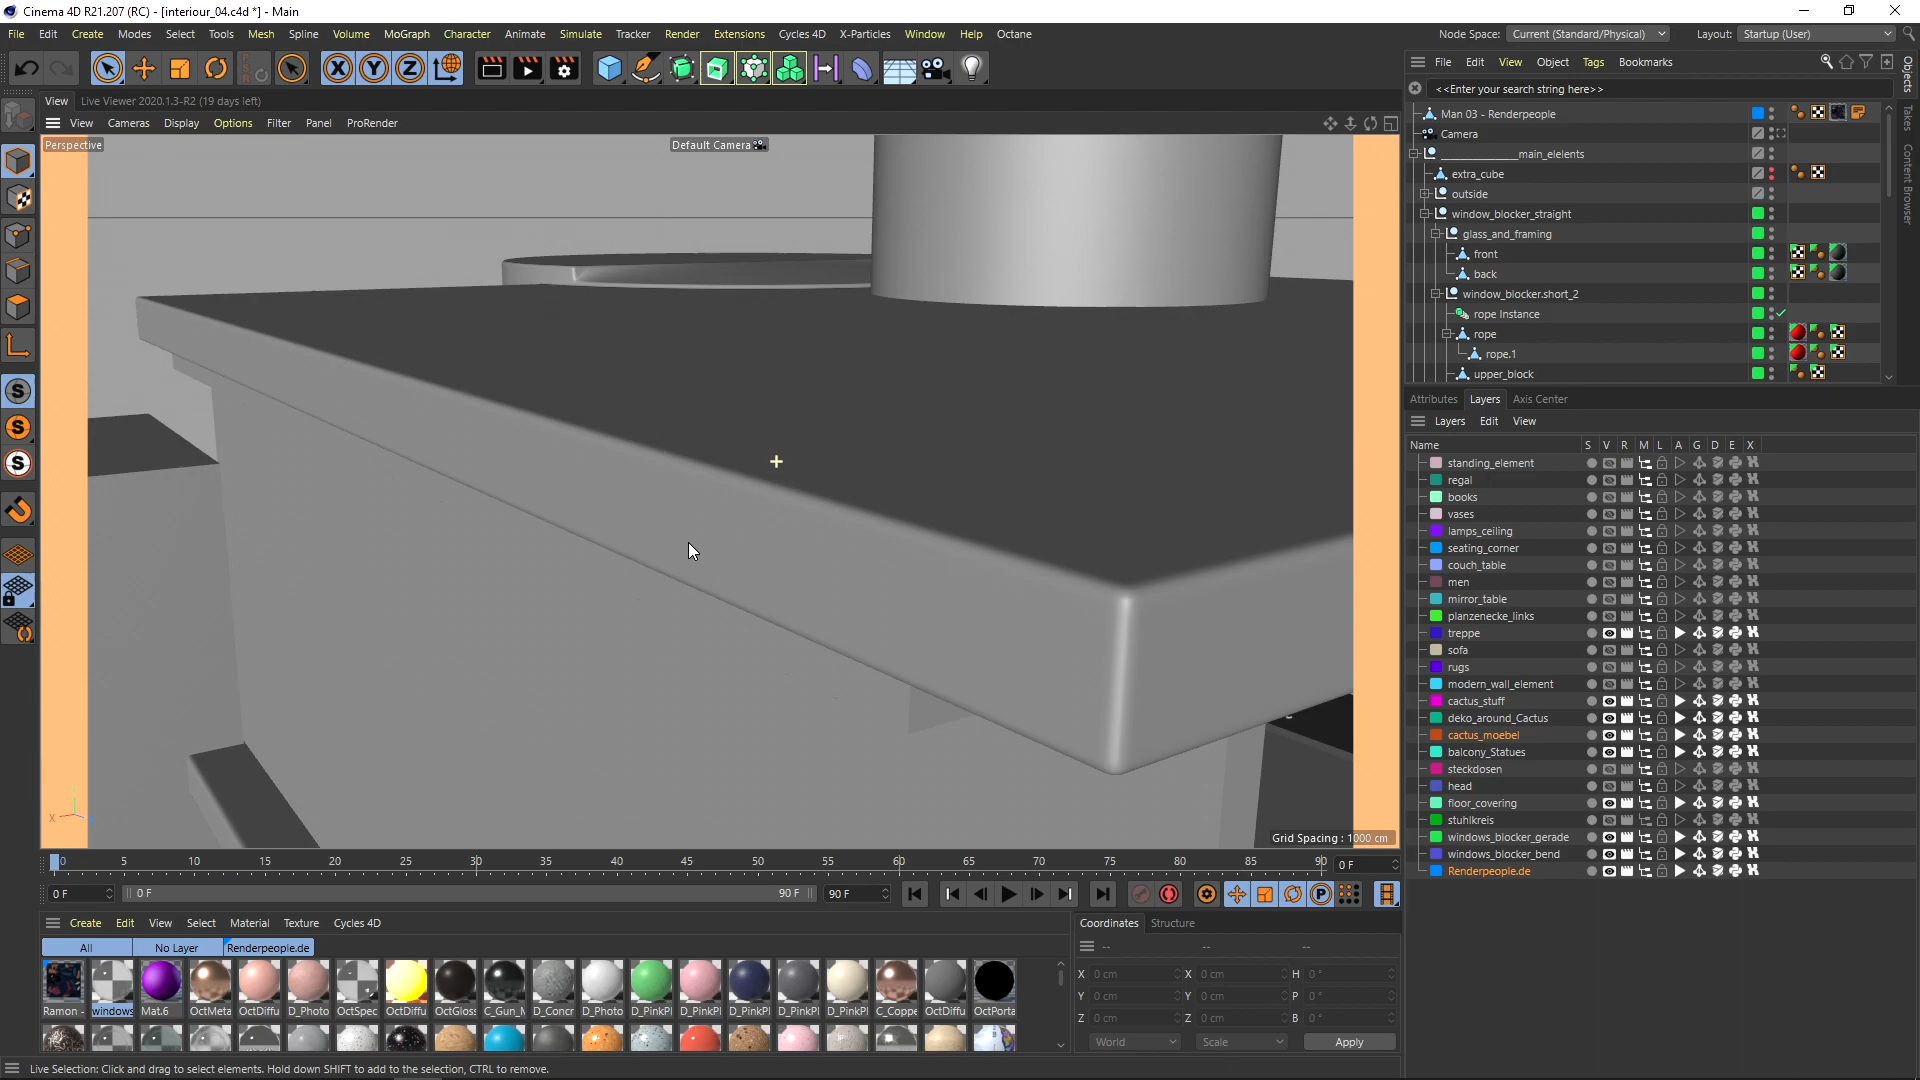 Cinema 4D R21.207 (RC) - [interiour_04.c4d *] - Main
File Edit Create Modes Select Tools Mesh Spline Volume MoGraph Character Animate Simulate Tracker Render Extensions Cycles 4D X-Particles Window Help Octane
Node Space: Current (Standard/Physical) Layout: Startup (User)
View Live Viewer 2020.1.3-R2 (19 days left)
View Cameras Display Options Filter Panel ProRender
Perspective
Default Camera
Grid Spacing : 1000 cm
File Edit View Object Tags Bookmarks
<<Enter your search string here>>
Man 03 - Renderpeople
Camera
______________main_elelents
extra_cube
outside
window_blocker_straight
glass_and_framing
front
back
window_blocker.short_2
rope Instance
rope
rope.1
upper_block
Objects
Takes
Content Browser
Attributes Layers Axis Center
Layers Edit View
Name S V R M L A G D E X
standing_element
regal
books
vases
lamps_ceiling
seating_corner
couch_table
men
mirror_table
planzenecke_links
treppe
sofa
rugs
modern_wall_element
cactus_stuff
deko_around_Cactus
cactus_moebel
balcony_Statues
steckdosen
head
floor_covering
stuhlkreis
windows_blocker_gerade
windows_blocker_bend
Renderpeople.de
0 5 10 15 20 25 30 35 40 45 50 55 60 65 70 75 80 85 90 0 F
0 F 0 F 90 F 90 F
Create Edit View Select Material Texture Cycles 4D
All No Layer Renderpeople.de
Ramon - windows Mat.6 OctMeta OctDiffu D_Photo OctSpec OctDiffu OctGloss C_Gun_M D_Concr D_Photo D_PinkPl D_PinkPl D_PinkPl D_PinkPl D_PinkPl C_Coppe OctDiffu OctPorta
Coordinates Structure
-- -- --
X 0 cm X 0 cm H 0 °
Y 0 cm Y 0 cm P 0 °
Z 0 cm Z 0 cm B 0 °
World Scale Apply
Live Selection: Click and drag to select elements. Hold down SHIFT to add to the selection, CTRL to remove.